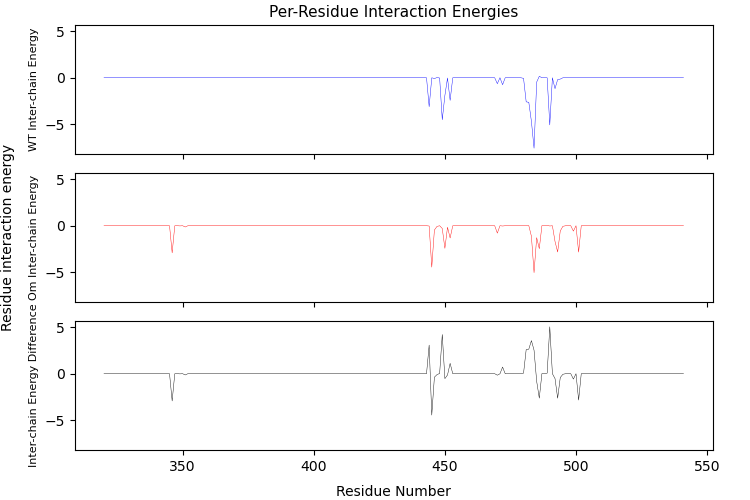 Per-Residue Interaction Energies
Residue interaction energy
WT Inter-chain Energy
5
0
−5
Om Inter-chain Energy
5
0
−5
Inter-chain Energy Difference
5
0
−5
350
400
450
500
550
Residue Number